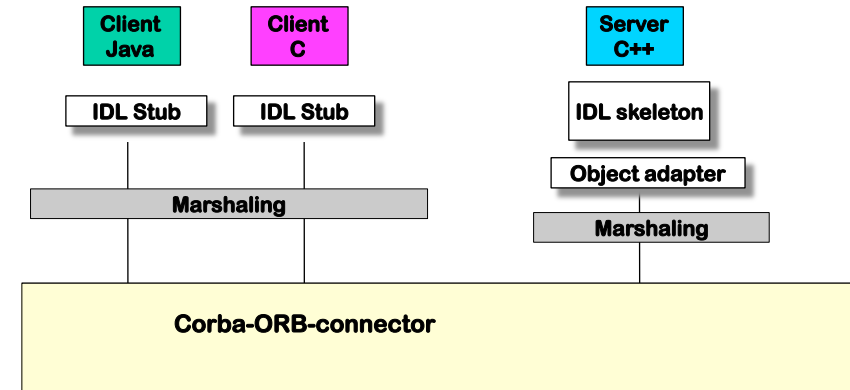 Client
Java
Client
C
Server
C++
IDL Stub
IDL Stub
IDL skeleton
Object adapter
Marshaling
Marshaling
Corba-ORB-connector